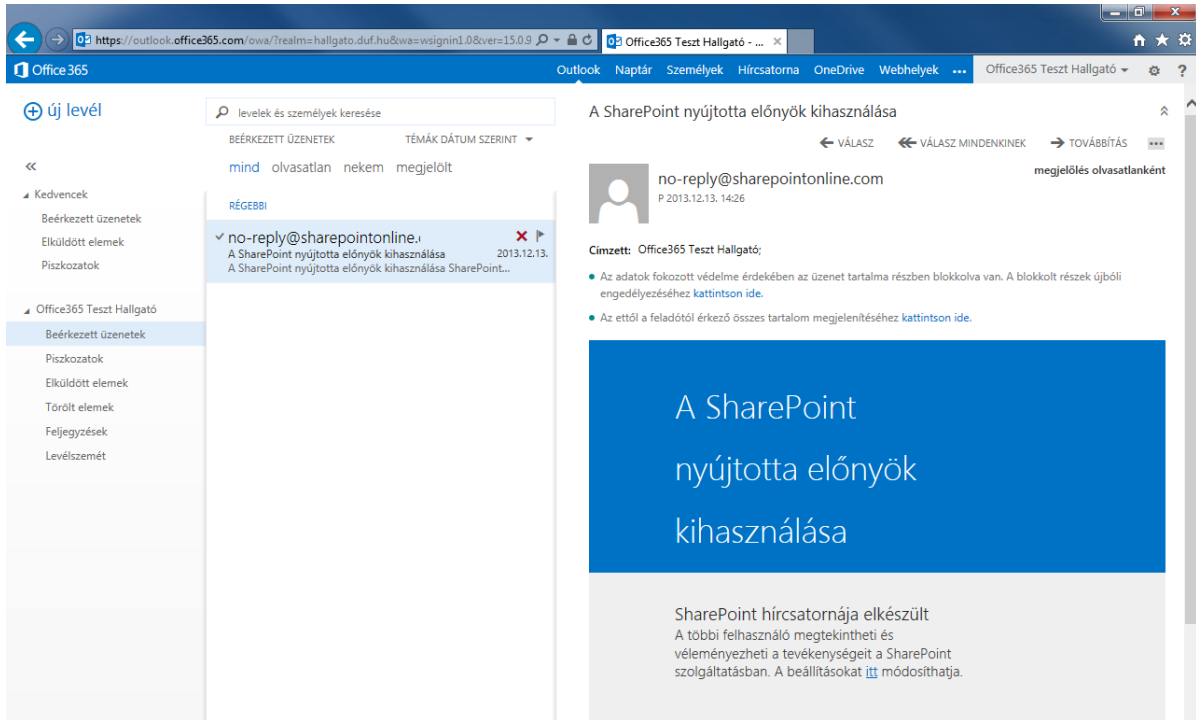 https://outlook.office365.com/owa/?realm=hallgato.duf.hu&wa=wsignin1.0&ver=15.0.9
Office365 Teszt Hallgató - ...
Office 365
Outlook Naptár Személyek Hírcsatorna OneDrive Webhelyek ... Office365 Teszt Hallgató ?
új levél
«
Kedvencek
Beérkezett üzenetek
Elküldött elemek
Piszkozatok
Office365 Teszt Hallgató
Beérkezett üzenetek
Piszkozatok
Elküldött elemek
Törölt elemek
Feljegyzések
Levélszemét
levelek és személyek keresése
BEÉRKEZETT ÜZENETEK TÉMÁK DÁTUM SZERINT
mind olvasatlan nekem megjelölt
RÉGEBBI
no-reply@sharepointonline.
A SharePoint nyújtotta előnyök kihasználása 2013.12.13.
A SharePoint nyújtotta előnyök kihasználása SharePoint...
A SharePoint nyújtotta előnyök kihasználása
VÁLASZ VÁLASZ MINDENKINEK TOVÁBBÍTÁS ...
megjelölés olvasatlanként
no-reply@sharepointonline.com
P 2013.12.13. 14:26
Címzett: Office365 Teszt Hallgató;
Az adatok fokozott védelme érdekében az üzenet tartalma részben blokkolva van. A blokkolt részek újbóli
engedélyezéséhez kattintson ide.
Az ettől a feladótól érkező összes tartalom megjelenítéséhez kattintson ide.
A SharePoint
nyújtotta előnyök
kihasználása
SharePoint hírcsatornája elkészült
A többi felhasználó megtekintheti és
véleményezheti a tevékenységeit a SharePoint
szolgáltatásban. A beállításokat itt módosíthatja.